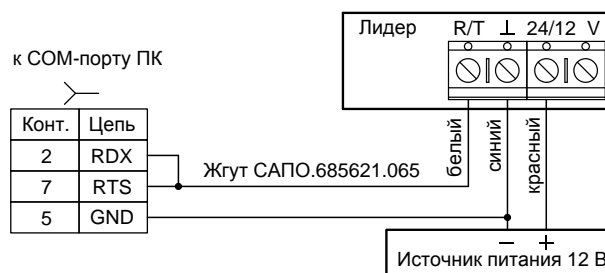 Лидер
R/T ⊥ 24/12 V
к COM-порту ПК
Конт. Цепь
2 RDX
7 RTS
5 GND
Жгут САПО.685621.065
белый
синий
красный
− +
Источник питания 12 В